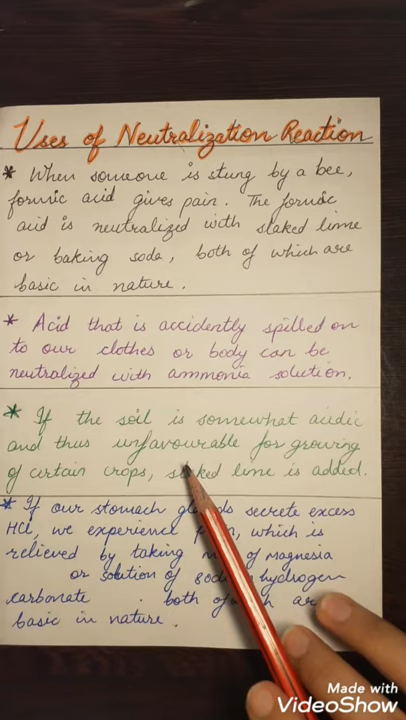 Uses of Neutralization Reaction
* When someone is stung by a bee,
formic acid gives pain. The formic
acid is neutralized with slaked lime
or baking soda, both of which are
basic in nature.
* Acid that is accidently spilled on
to our clothes or body can be
neutralized with ammonia solution.
* If the soil is somewhat acidic
and thus unfavourable for growing
of certain crops, slaked lime is added.
* If our stomach secrete excess
HCl, we experience which is
relieved by taking of magnesia
or solution of hydrogen
carbonate. both
basic in nature.
Made with
VideoShow